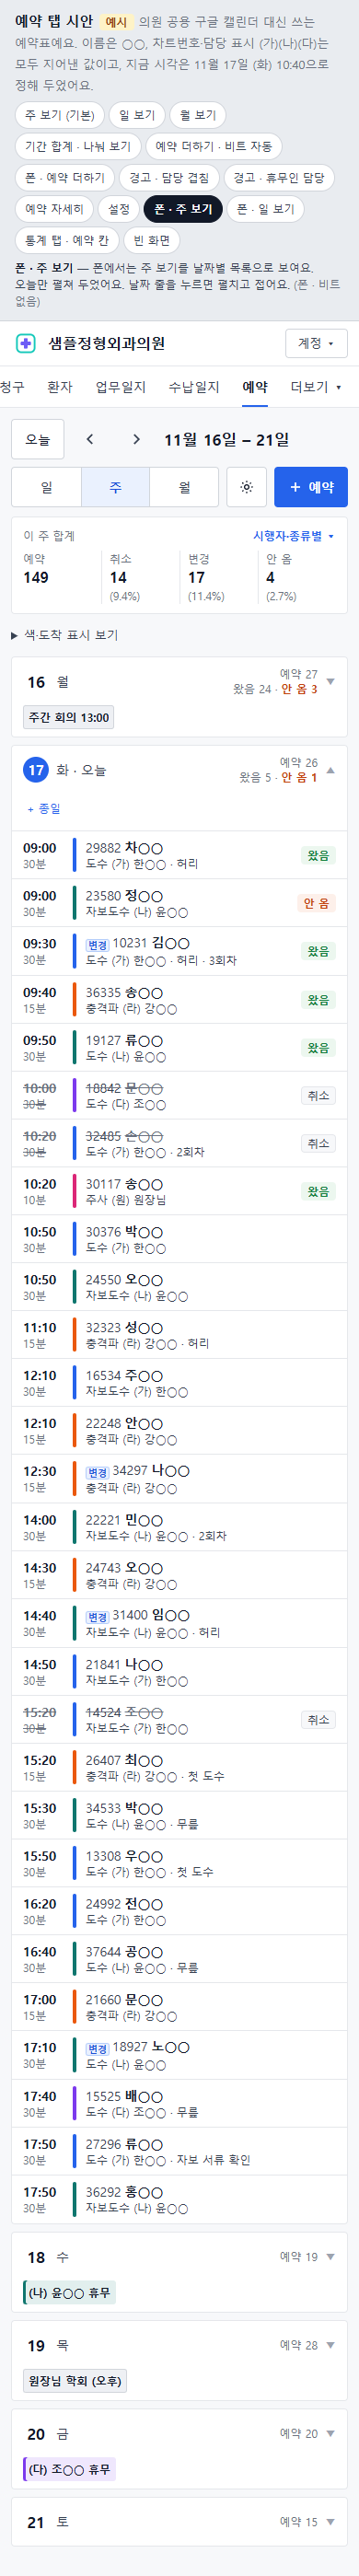 예약 탭 시안 예시 의원 공용 구글 캘린더 대신 쓰는
예약표예요. 이름은 ○○, 차트번호·담당 표시 (가)(나)(다)는
모두 지어낸 값이고, 지금 시각은 11월 17일 (화) 10:40으로
정해 두었어요.
주 보기 (기본) 일 보기 월 보기
기간 합계 · 나눠 보기 예약 더하기 · 비트 자동
폰 · 예약 더하기 경고 · 담당 겹침 경고 · 휴무인 담당
예약 자세히 설정 폰 · 주 보기 폰 · 일 보기
통계 탭 · 예약 칸 빈 화면
폰 · 주 보기 — 폰에서는 주 보기를 날짜별 목록으로 보여요.
오늘만 펼쳐 두었어요. 날짜 줄을 누르면 펼치고 접어요. (폰 · 비트
없음)
샘플정형외과의원 계정 ▾
청구 환자 업무일지 수납일지 예약 더보기 ▾
오늘 ‹ › 11월 16일 – 21일
일 주 월 + 예약
이 주 합계 시행자·종류별 ▾
예약 취소 변경 안 옴
149 14 17 4
(9.4%) (11.4%) (2.7%)
▶ 색·도착 표시 보기
16 월 예약 27 ▼
왔음 24 · 안 옴 3
주간 회의 13:00
17 화 · 오늘 예약 26 ▲
왔음 5 · 안 옴 1
+ 종일
09:00 29882 차○○ 왔음
30분 도수 (가) 한○○ · 허리
09:00 23580 정○○ 안 옴
30분 자보도수 (나) 윤○○
09:30 변경 10231 김○○ 왔음
30분 도수 (가) 한○○ · 허리 · 3회차
09:40 36335 송○○ 왔음
15분 충격파 (라) 강○○
09:50 19127 류○○ 왔음
30분 도수 (나) 윤○○
10:00 18842 문○○ 취소
30분 도수 (다) 조○○
10:20 32485 손○○ 취소
30분 도수 (가) 한○○ · 2회차
10:20 30117 송○○ 왔음
10분 주사 (원) 원장님
10:50 30376 박○○
30분 도수 (가) 한○○
10:50 24550 오○○
30분 자보도수 (나) 윤○○
11:10 32323 성○○
15분 충격파 (라) 강○○ · 허리
12:10 16534 주○○
30분 자보도수 (가) 한○○
12:10 22248 안○○
15분 충격파 (라) 강○○
12:30 변경 34297 나○○
15분 충격파 (라) 강○○
14:00 22221 민○○
30분 자보도수 (나) 윤○○ · 2회차
14:30 24743 오○○
15분 충격파 (라) 강○○
14:40 변경 31400 임○○
30분 자보도수 (나) 윤○○ · 허리
14:50 21841 나○○
30분 자보도수 (가) 한○○
15:20 14524 조○○ 취소
30분 자보도수 (가) 한○○
15:20 26407 최○○
15분 충격파 (라) 강○○ · 첫 도수
15:30 34533 박○○
30분 도수 (나) 윤○○ · 무릎
15:50 13308 우○○
30분 도수 (가) 한○○ · 첫 도수
16:20 24992 전○○
30분 도수 (가) 한○○
16:40 37644 공○○
30분 도수 (나) 윤○○ · 무릎
17:00 21660 문○○
15분 충격파 (라) 강○○
17:10 변경 18927 노○○
30분 도수 (나) 윤○○
17:40 15525 배○○
30분 도수 (다) 조○○ · 무릎
17:50 27296 류○○
30분 도수 (가) 한○○ · 자보 서류 확인
17:50 36292 홍○○
30분 자보도수 (나) 윤○○
18 수 예약 19 ▼
(나) 윤○○ 휴무
19 목 예약 28 ▼
원장님 학회 (오후)
20 금 예약 20 ▼
(다) 조○○ 휴무
21 토 예약 15 ▼